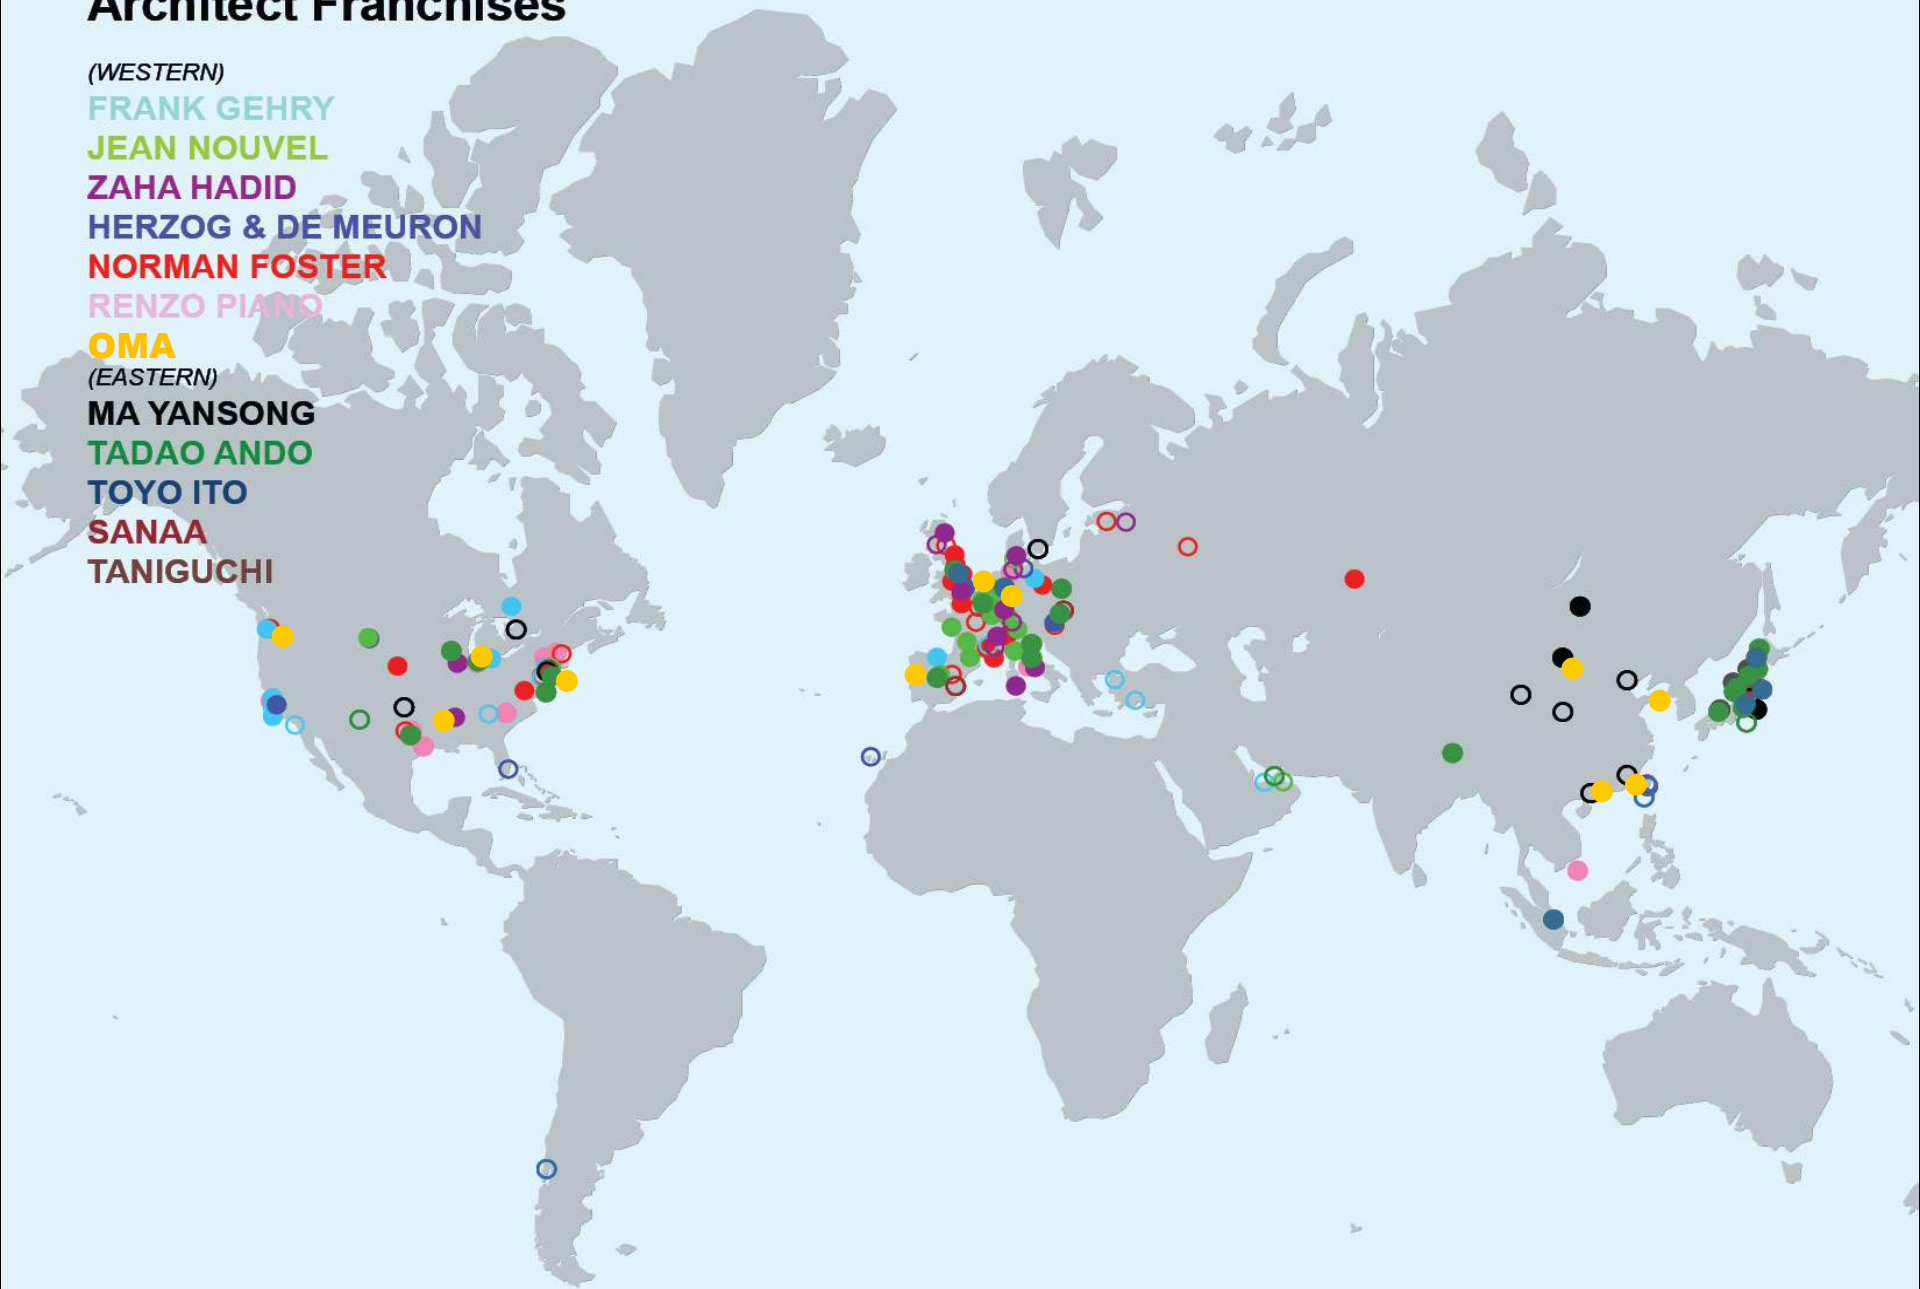 Architect Franchises
(WESTERN)
FRANK GEHRY
JEAN NOUVEL
ZAHA HADID
HERZOG & DE MEURON
NORMAN FOSTER
RENZO PIANO
OMA
(EASTERN)
MA YANSONG
TADAO ANDO
TOYO ITO
SANAA
TANIGUCHI